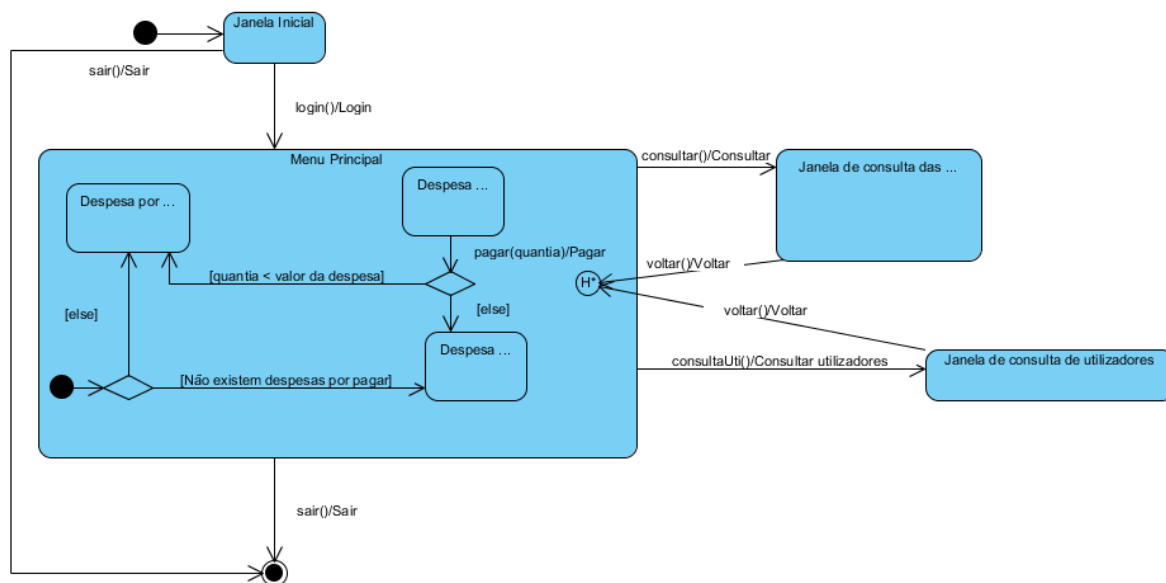 Janela Inicial
sair()/Sair
login()/Login
Menu Principal
consultar()/Consultar
Janela de consulta das ...
Despesa por ...
Despesa ...
pagar(quantia)/Pagar
[quantia < valor da despesa]
voltar()/Voltar
H*
[else]
[else]
voltar()/Voltar
Despesa ...
consultaUti()/Consultar utilizadores
Janela de consulta de utilizadores
[Não existem despesas por pagar]
sair()/Sair